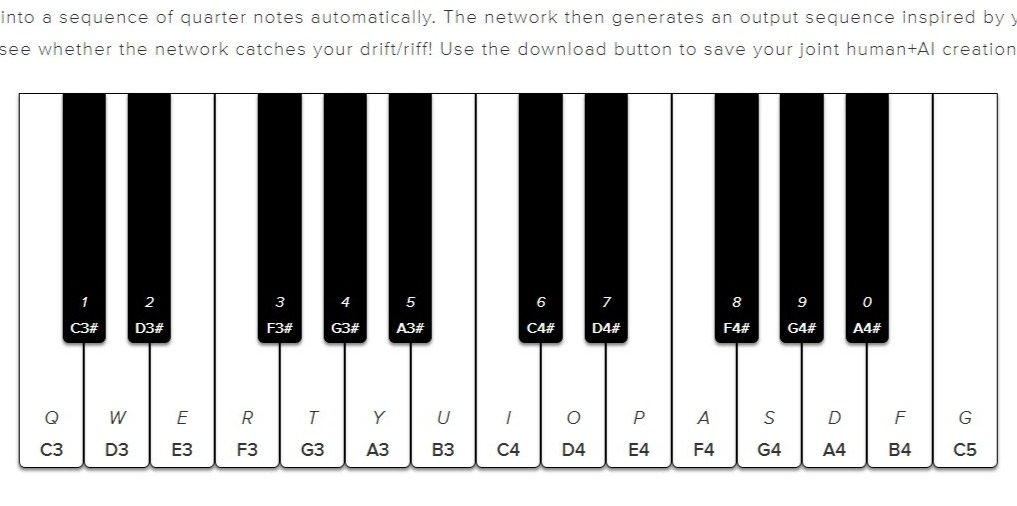 into a sequence of quarter notes automatically. The network then generates an output sequence inspired by
see whether the network catches your drift/riff! Use the download button to save your joint human+AI creation
1 2 3 4 5 6 7 8 9 0
C3# D3# F3# G3# A3# C4# D4# F4# G4# A4#
Q W E R T Y U I O P A S D F G
C3 D3 E3 F3 G3 A3 B3 C4 D4 E4 F4 G4 A4 B4 C5